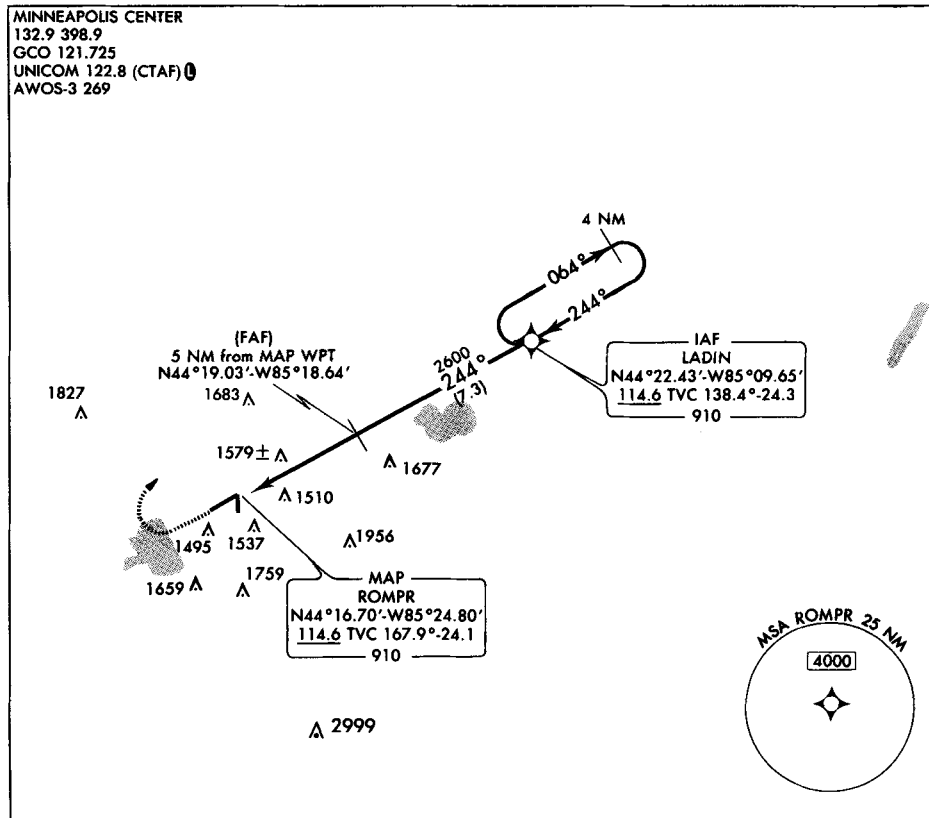 MINNEAPOLIS CENTER
132.9 398.9
GCO 121.725
UNICOM 122.8 (CTAF) L
AWOS-3 269
4 NM
064°
244°
(FAF)
5 NM from MAP WPT
N44°19.03'-W85°18.64'
2600
244°
(7.3)
IAF
LADIN
N44°22.43'-W85°09.65'
114.6 TVC 138.4°-24.3
910
1827
1683
1579±
1677
1510
1495
1537
1956
1659
1759
MAP
ROMPR
N44°16.70'-W85°24.80'
114.6 TVC 167.9°-24.1
910
MSA ROMPR 25 NM
4000
2999